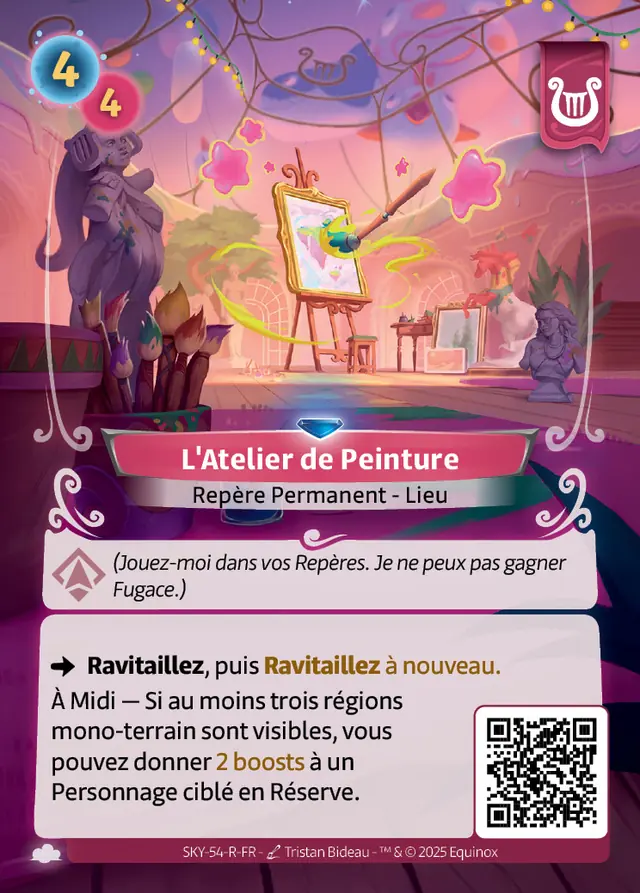 4
4
L'Atelier de Peinture
Repère Permanent - Lieu
(Jouez-moi dans vos Repères. Je ne peux pas gagner
Fugace.)
Ravitaillez, puis Ravitaillez à nouveau.
À Midi — Si au moins trois régions
mono-terrain sont visibles, vous
pouvez donner 2 boosts à un
Personnage ciblé en Réserve.
SKY-54-R-FR - Tristan Bideau - ™ & © 2025 Equinox